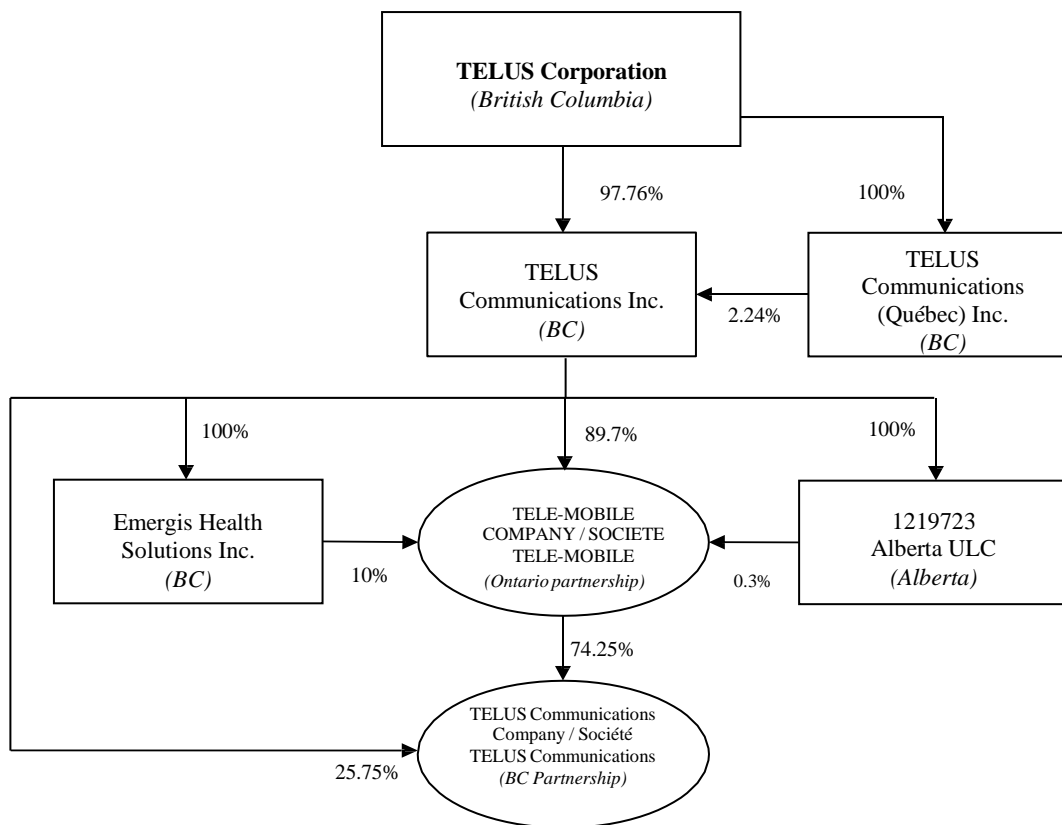 TELUS Corporation
(British Columbia)
97.76%
100%
TELUS
Communications Inc.
(BC)
2.24%
TELUS
Communications
(Québec) Inc.
(BC)
100%
89.7%
100%
Emergis Health
Solutions Inc.
(BC)
10%
TELE-MOBILE
COMPANY / SOCIETE
TELE-MOBILE
(Ontario partnership)
0.3%
1219723
Alberta ULC
(Alberta)
74.25%
TELUS Communications
Company / Société
TELUS Communications
(BC Partnership)
25.75%